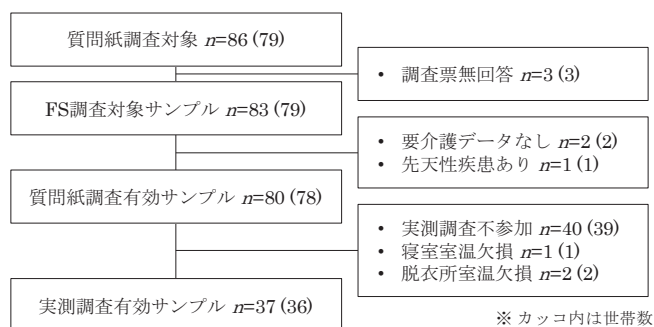 質問紙調査対象 n=86 (79)
• 調査票無回答 n=3 (3)
FS調査対象サンプル n=83 (79)
• 要介護データなし n=2 (2)
• 先天性疾患あり n=1 (1)
質問紙調査有効サンプル n=80 (78)
• 実測調査不参加 n=40 (39)
• 寝室室温欠損 n=1 (1)
• 脱衣所室温欠損 n=2 (2)
実測調査有効サンプル n=37 (36)
※ カッコ内は世帯数